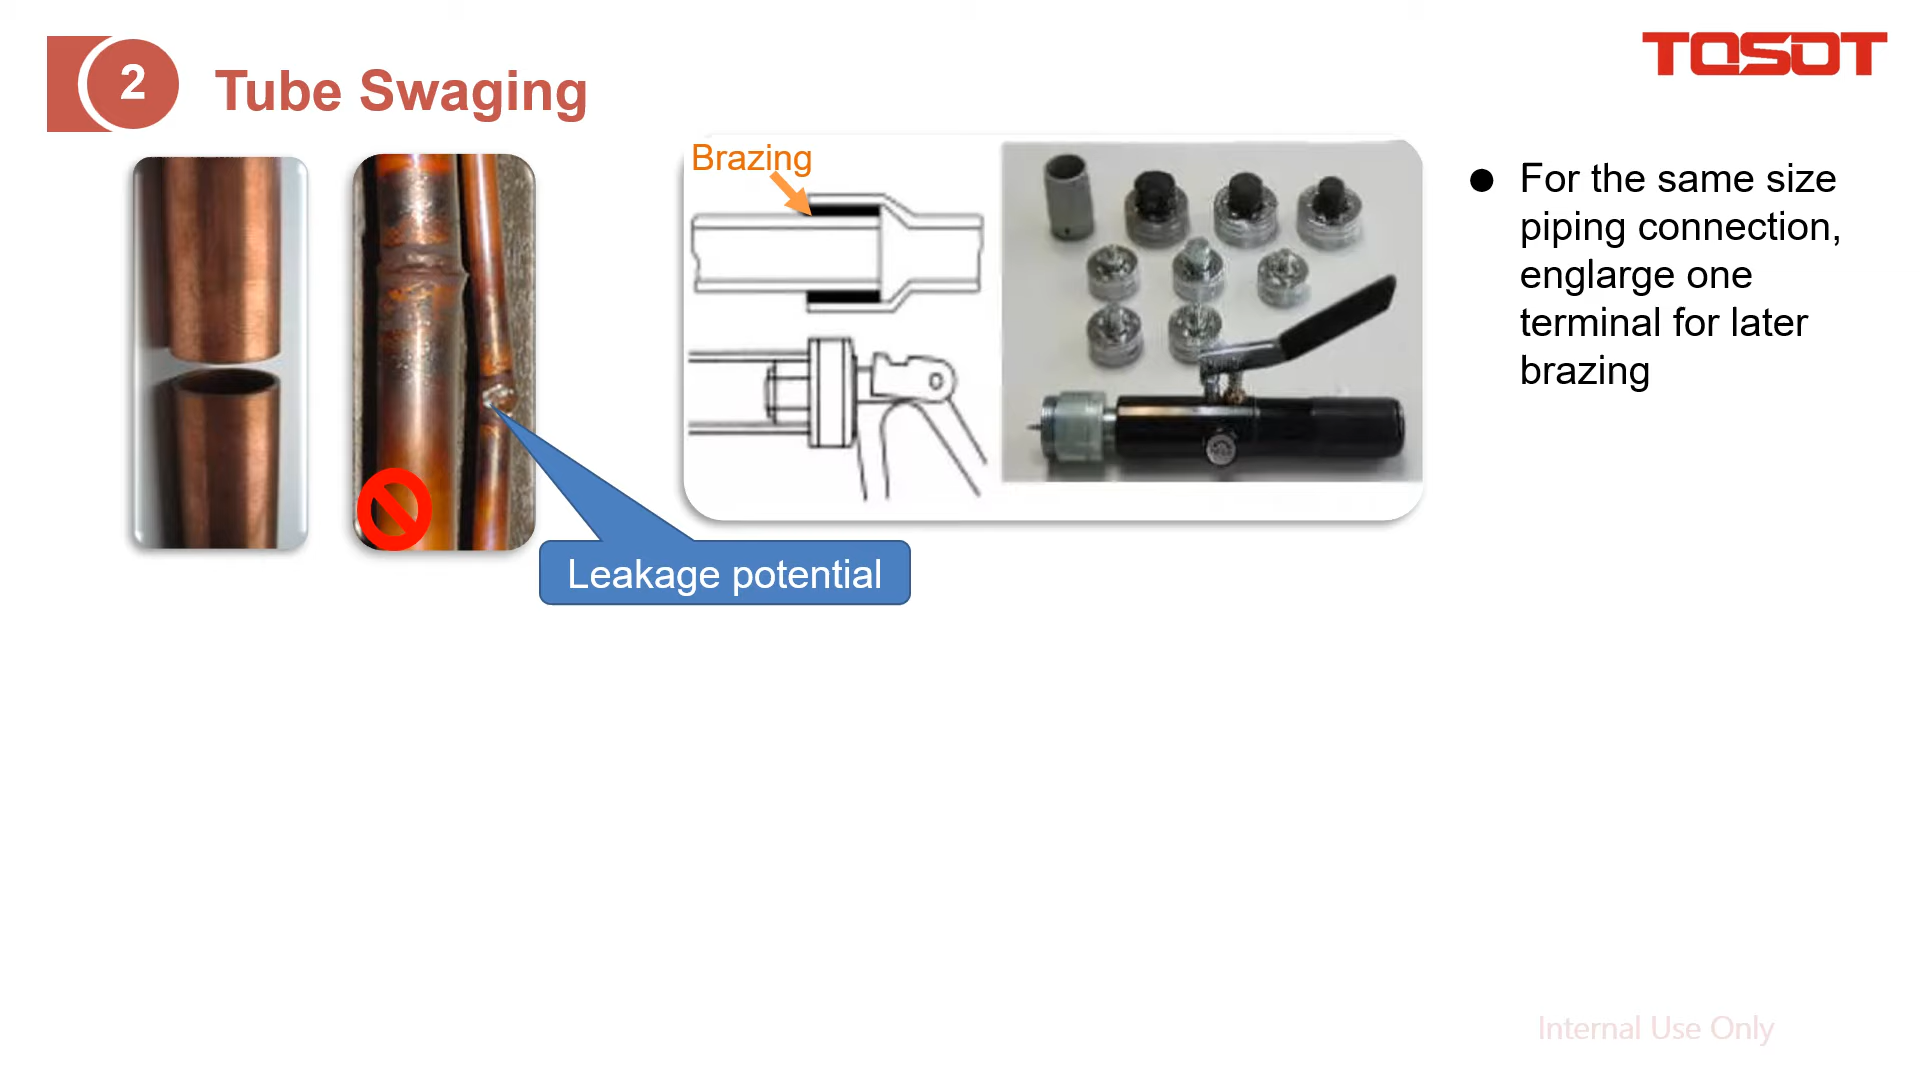 2
Tube Swaging
TOSOT
Brazing
● For the same size
piping connection,
englarge one
terminal for later
brazing
Leakage potential
Internal Use Only